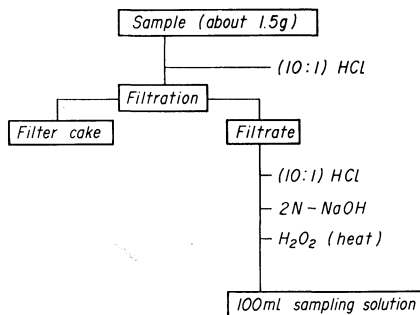 Sample (about 1.5g)
(10:1) HCl
Filtration
Filter cake
Filtrate
(10:1) HCl
2N-NaOH
H₂O₂ (heat)
100ml sampling solution